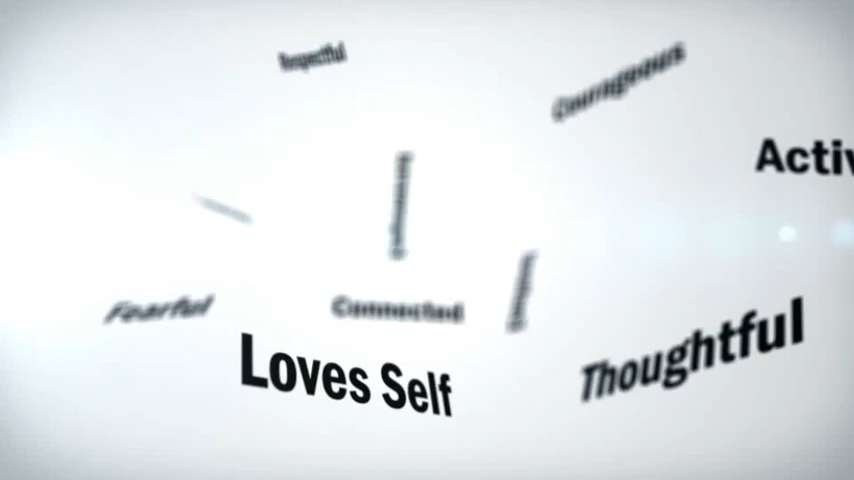 Respectful
Courageous
Activ
Fearful
Connected
Loves Self
Thoughtful